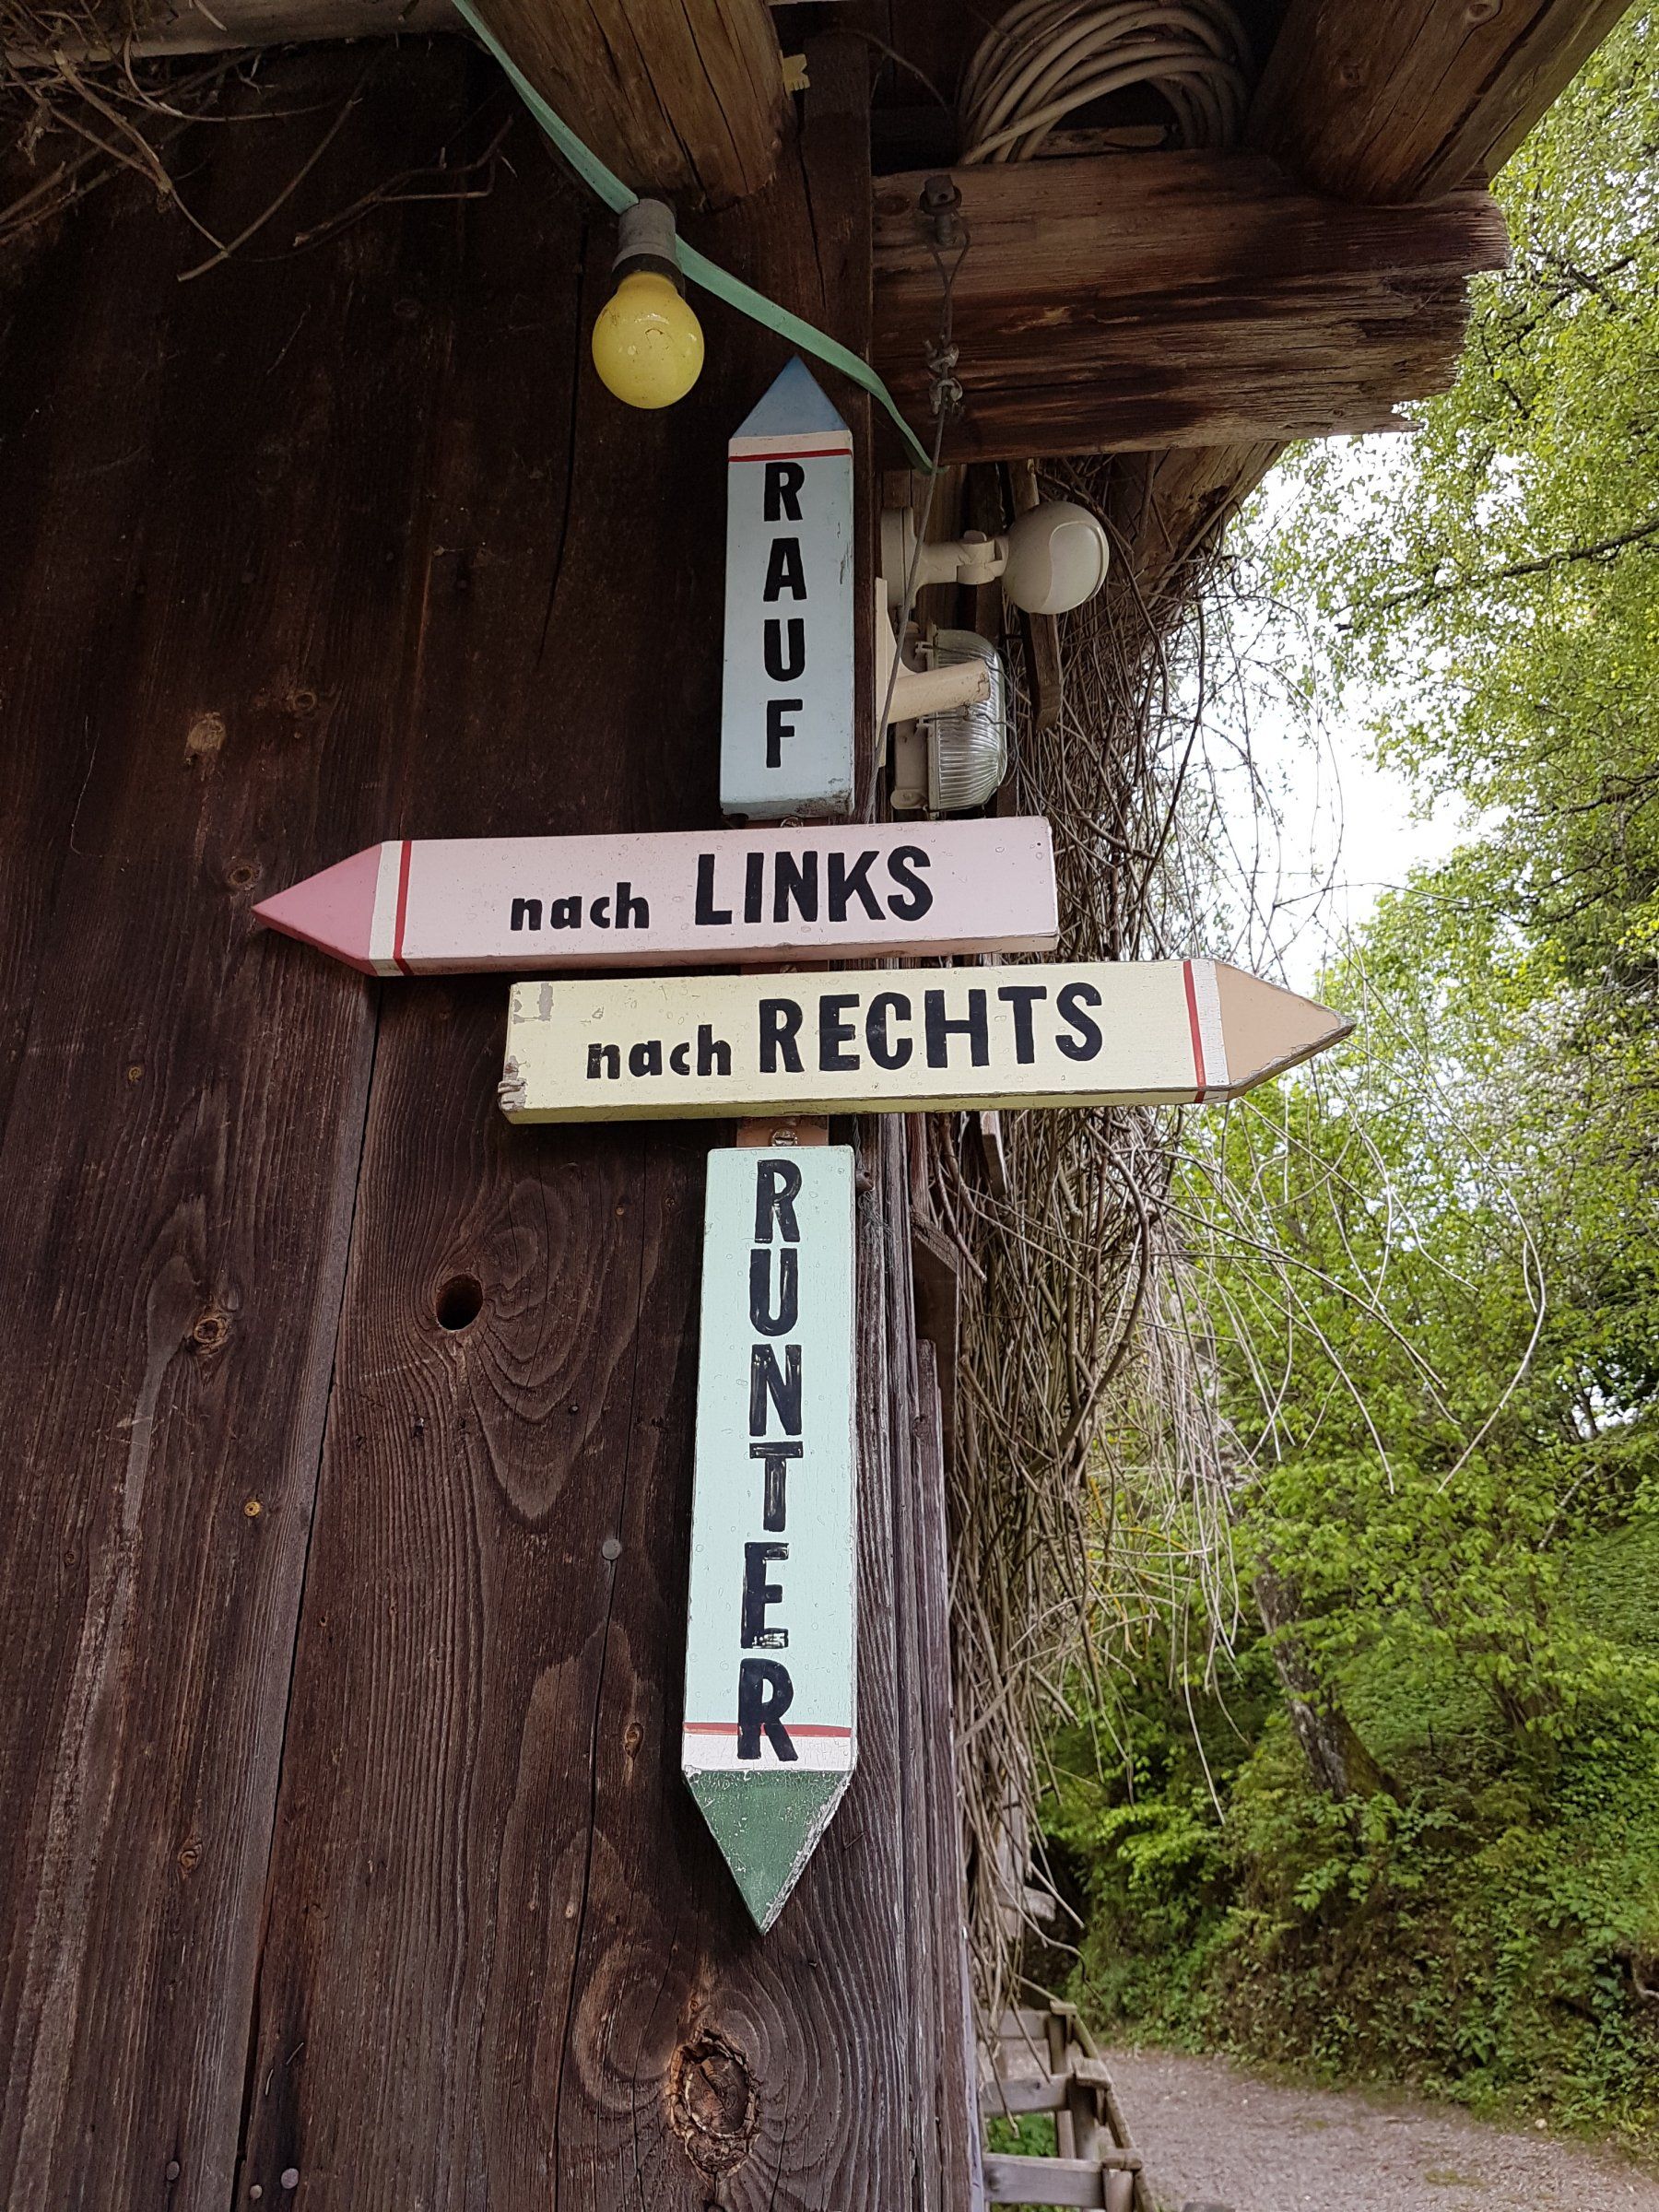 RAUF
nach LINKS
nach RECHTS
RUNTER